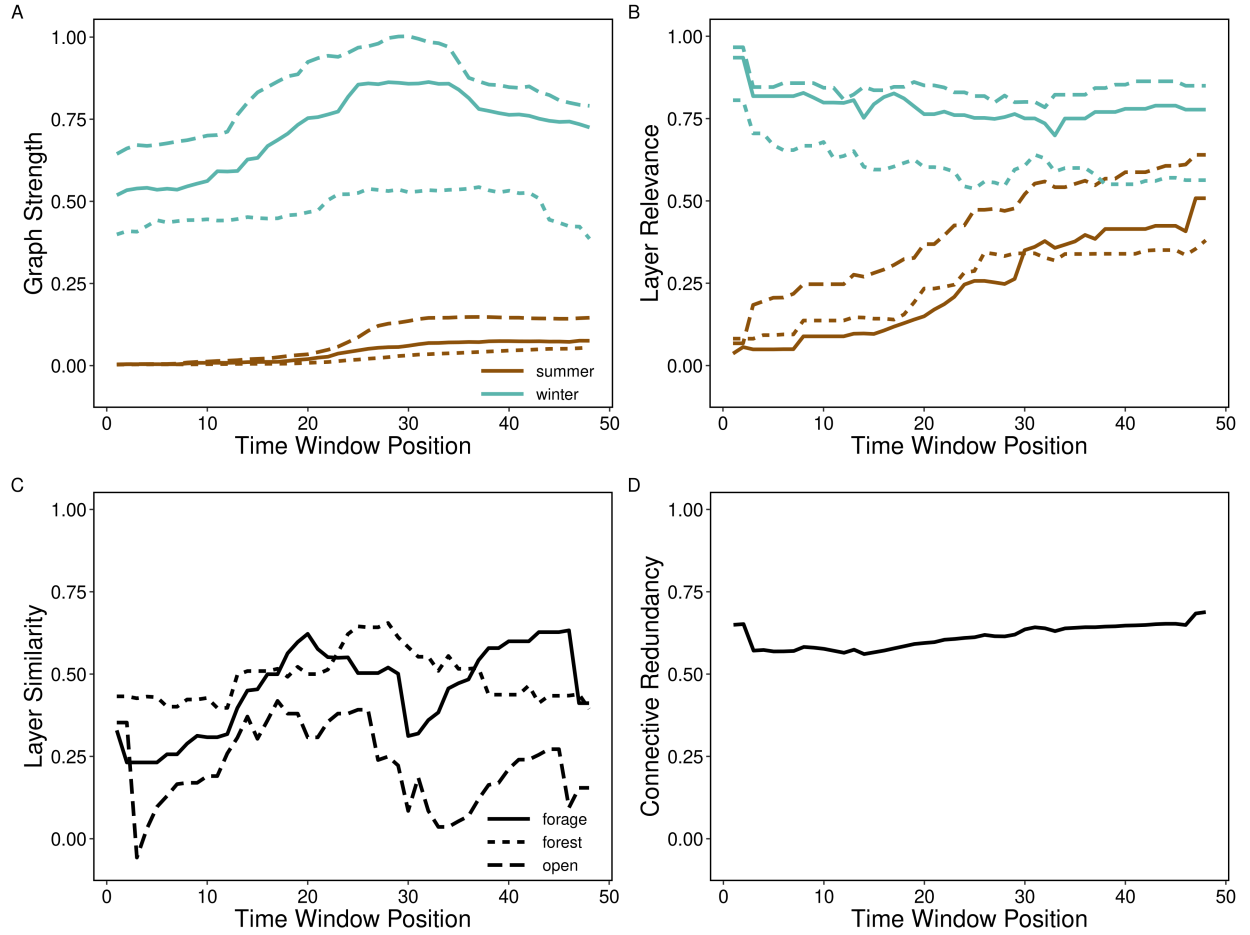 A
Graph Strength
1.00
0.75
0.50
0.25
0.00
summer
winter
0 10 20 30 40 50
Time Window Position
B
Layer Relevance
1.00
0.75
0.50
0.25
0.00
0 10 20 30 40 50
Time Window Position
C
Layer Similarity
1.00
0.75
0.50
0.25
0.00
forage
forest
open
0 10 20 30 40 50
Time Window Position
D
Connective Redundancy
1.00
0.75
0.50
0.25
0.00
0 10 20 30 40 50
Time Window Position